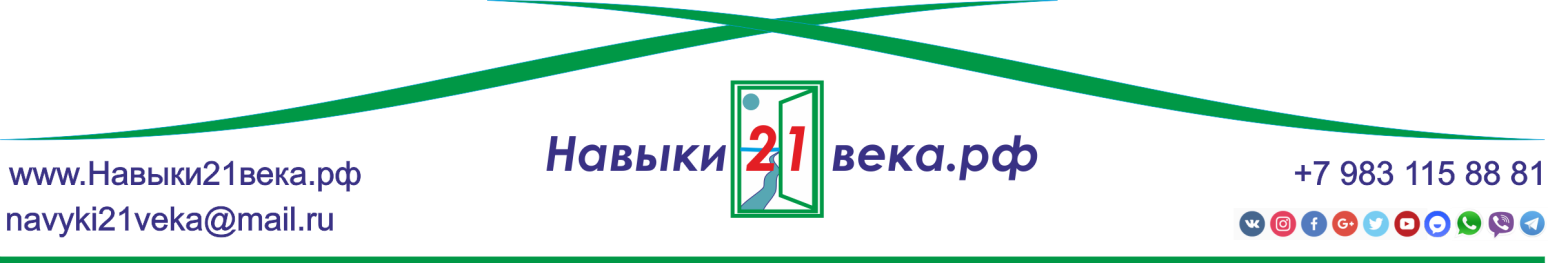 www.Навыки21века.рф
navyki21veka@mail.ru
Навыки21века.рф
+7 983 115 88 81